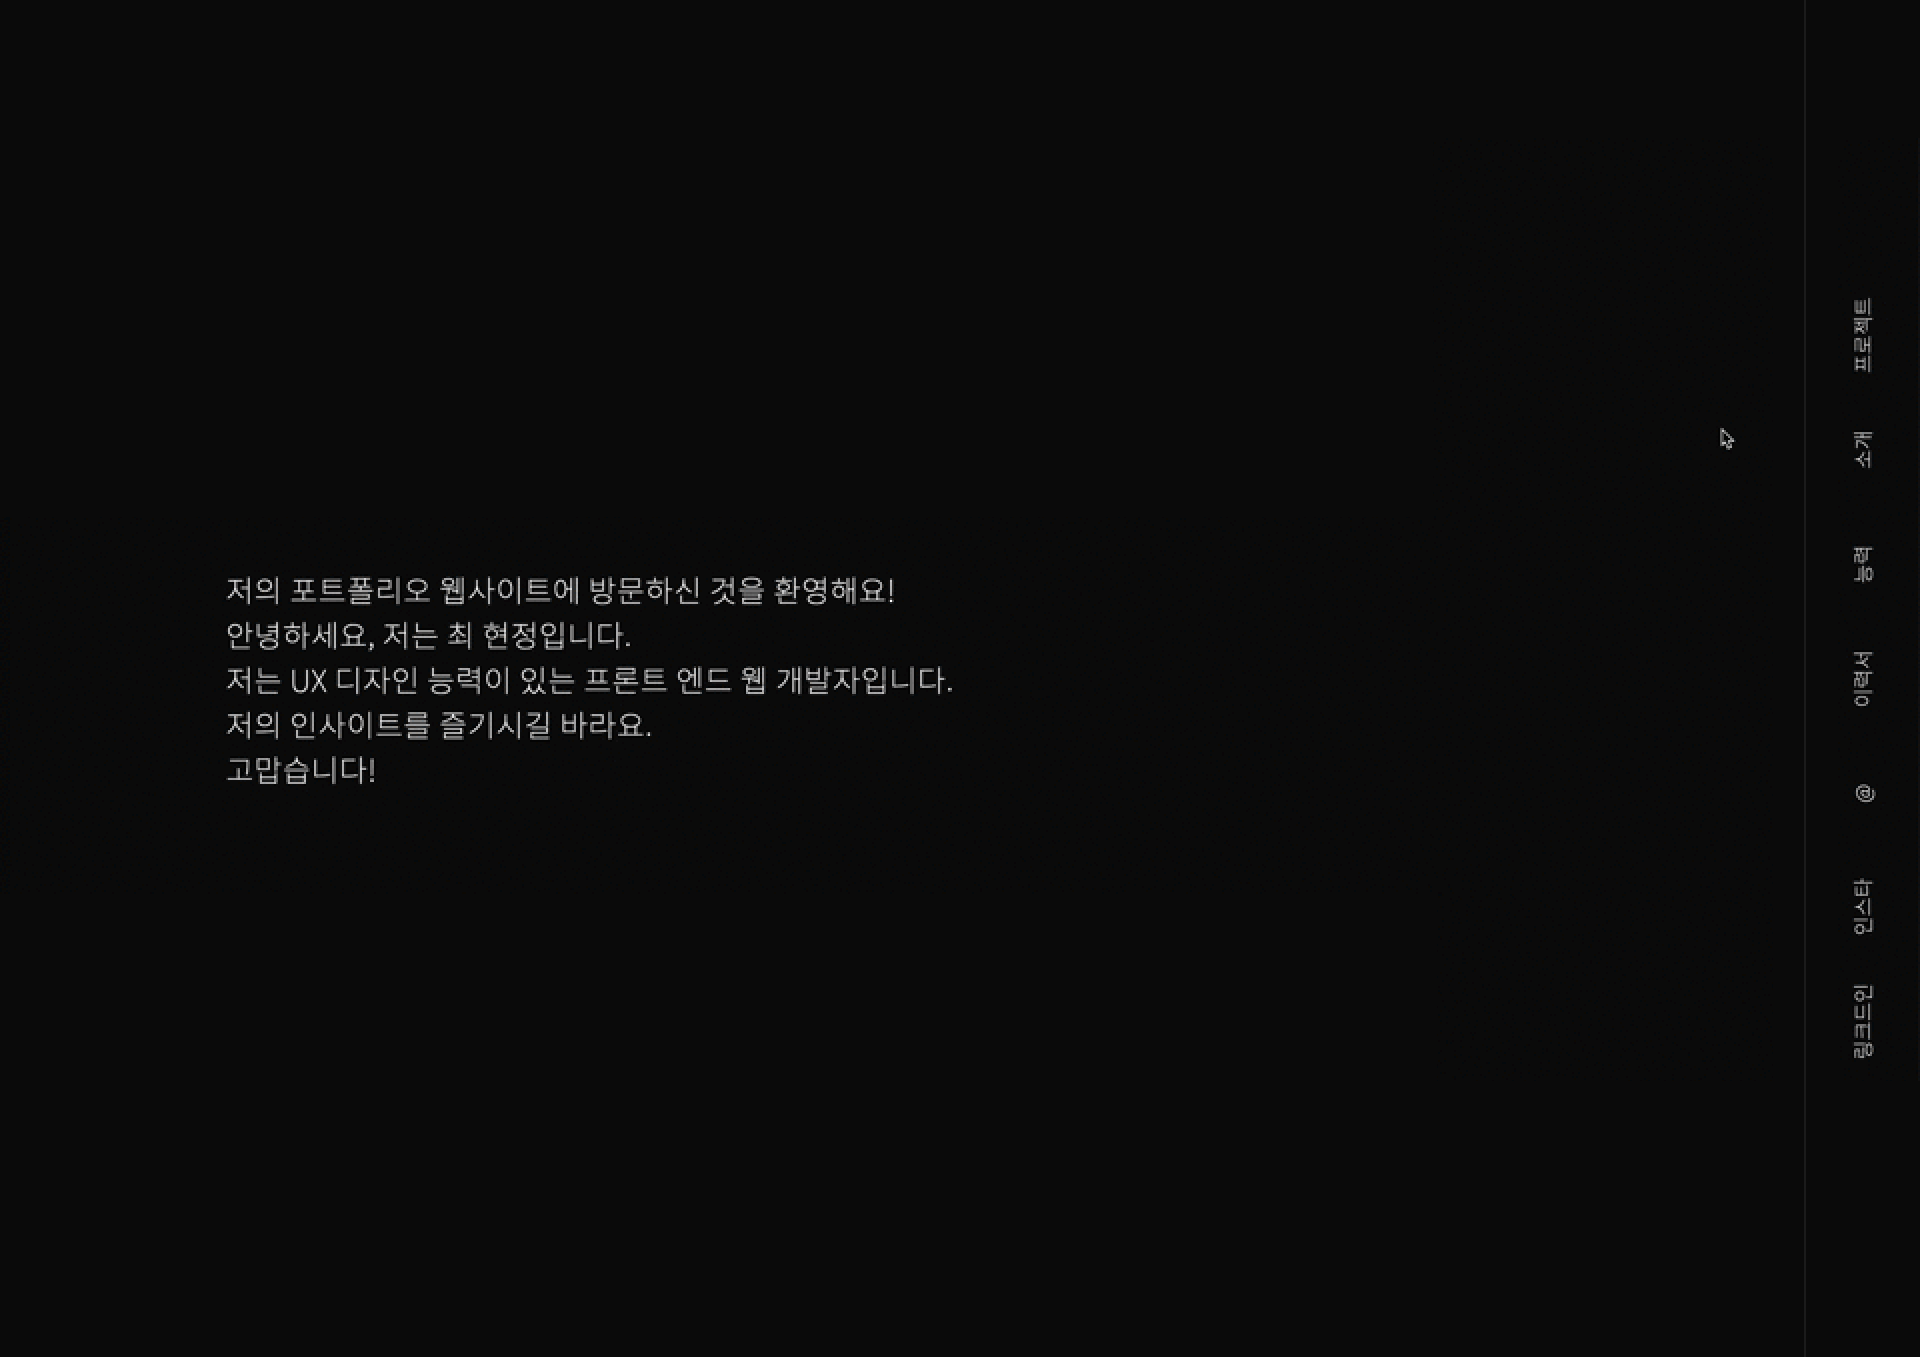 저의 포트폴리오 웹사이트에 방문하신 것을 환영해요!
안녕하세요, 저는 최 현정입니다.
저는 UX 디자인 능력이 있는 프론트 엔드 웹 개발자입니다.
저의 인사이트를 즐기시길 바라요.
고맙습니다!
프로젝트
소개
능력
이력서
@
인스타
링크드인